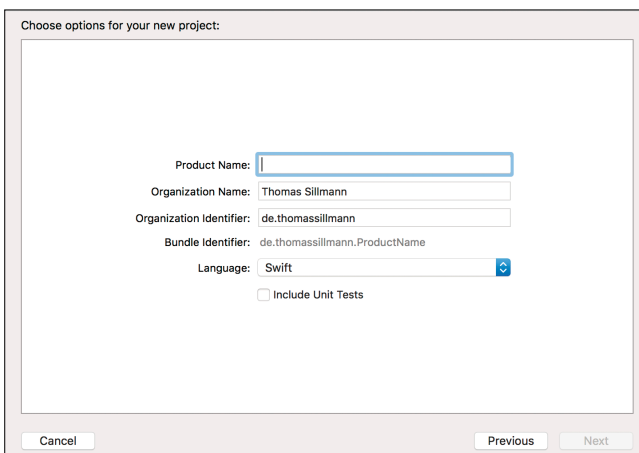 Choose options for your new project:
Product Name:
Organization Name: Thomas Sillmann
Organization Identifier: de.thomassillmann
Bundle Identifier: de.thomassillmann.ProductName
Language: Swift
Include Unit Tests
Cancel Previous Next